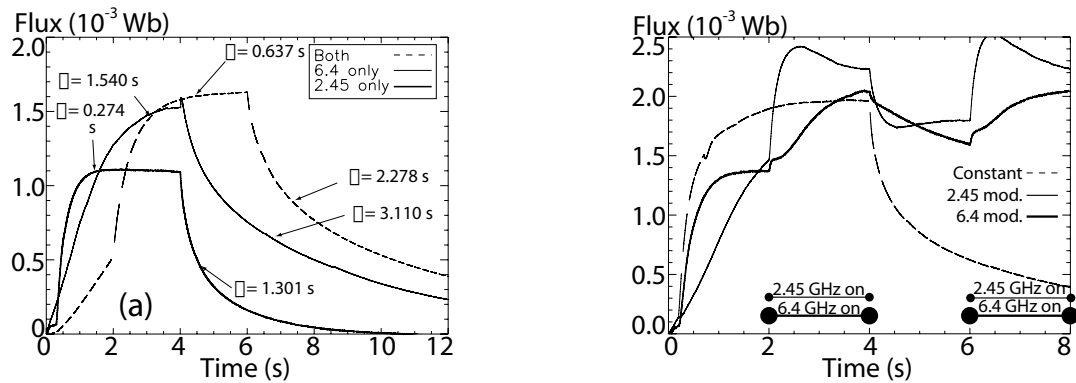 Flux (10⁻³ Wb)
2.0
1.5
1.0
0.5
0
0 2 4 6 8 10 12
Time (s)
Both
6.4 only
2.45 only
▯= 0.637 s
▯= 1.540 s
▯= 0.274
s
▯= 2.278 s
▯= 3.110 s
▯= 1.301 s
(a)
Flux (10⁻³ Wb)
2.5
2.0
1.5
1.0
0.5
0.0
0 2 4 6 8
Time (s)
Constant
2.45 mod.
6.4 mod.
2.45 GHz on
6.4 GHz on
2.45 GHz on
6.4 GHz on